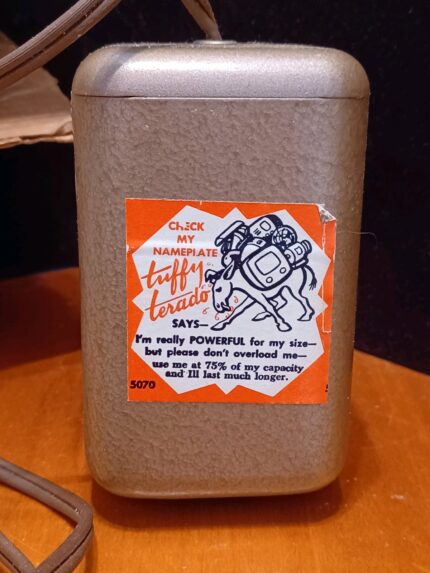 CHECK
MY
NAMEPLATE
tuffy
terado
SAYS—
I'm really POWERFUL for my size—
but please don't overload me—
use me at 75% of my capacity
and Ill last much longer.
5070